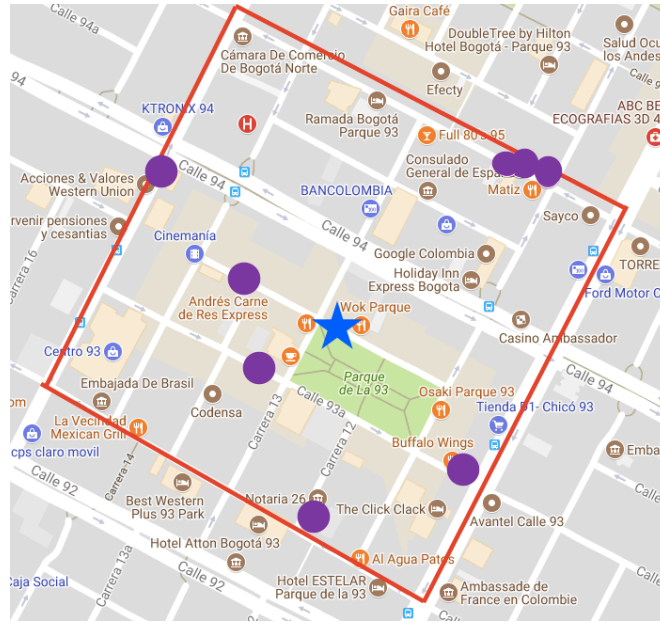 Gaira Café
DoubleTree by Hilton
Hotel Bogotá - Parque 93
Salud Ocu
los Andes
Cámara De Comercio
De Bogotá Norte
Efecty
94
Carrera 94a
KTRONIX 94
Ramada Bogotá
Parque 93
ABC BE
ECOGRAFIAS 3D 4
Full 80's 95
Calle 94
Consulado
General de Espa
Acciones & Valores
Western Union
BANCOLOMBIA
Matiz
Sayco
rvenir pensiones
y cesantias
Calle 94
Cinemanía
Google Colombia
Holiday Inn
Express Bogota
TORRE
Carrera 16
Andrés Carne
de Res Express
Wok Parque
Ford Motor C
Casino Ambassador
Centro 93
Parque
de La 93
Calle 94
Embajada De Brasil
Codensa
Osaki Parque 93
om
Calle 93a
Tienda D1- Chicó 93
La Vecindad
Mexican Grill
Carrera 13
Carrera 12
Buffalo Wings
cps claro movil
Emba
Carrera 14
Calle 92
Best Western
Plus 93 Park
Notaria 26
The Click Clack
Avantel Calle 93
Hotel Atton Bogotá 93
Carrera 13a
Al Agua Patos
Calle 92
Caja Social
Hotel ESTELAR
Parque de la 93
Ambassade de
France en Colombie